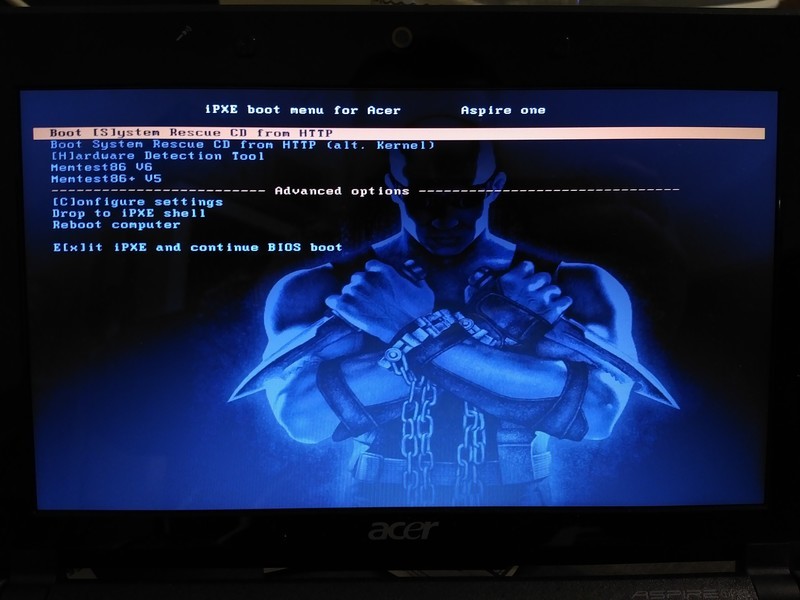 iPXE boot menu for Acer Aspire one
Boot [S]ystem Rescue CD from HTTP
Boot System Rescue CD from HTTP (alt. Kernel)
[H]ardware Detection Tool
Memtest86 V6
Memtest86+ V5
------------------------- Advanced options ------------------------------
[C]onfigure settings
Drop to iPXE shell
Reboot computer
E[x]it iPXE and continue BIOS boot
acer
ASPIRE